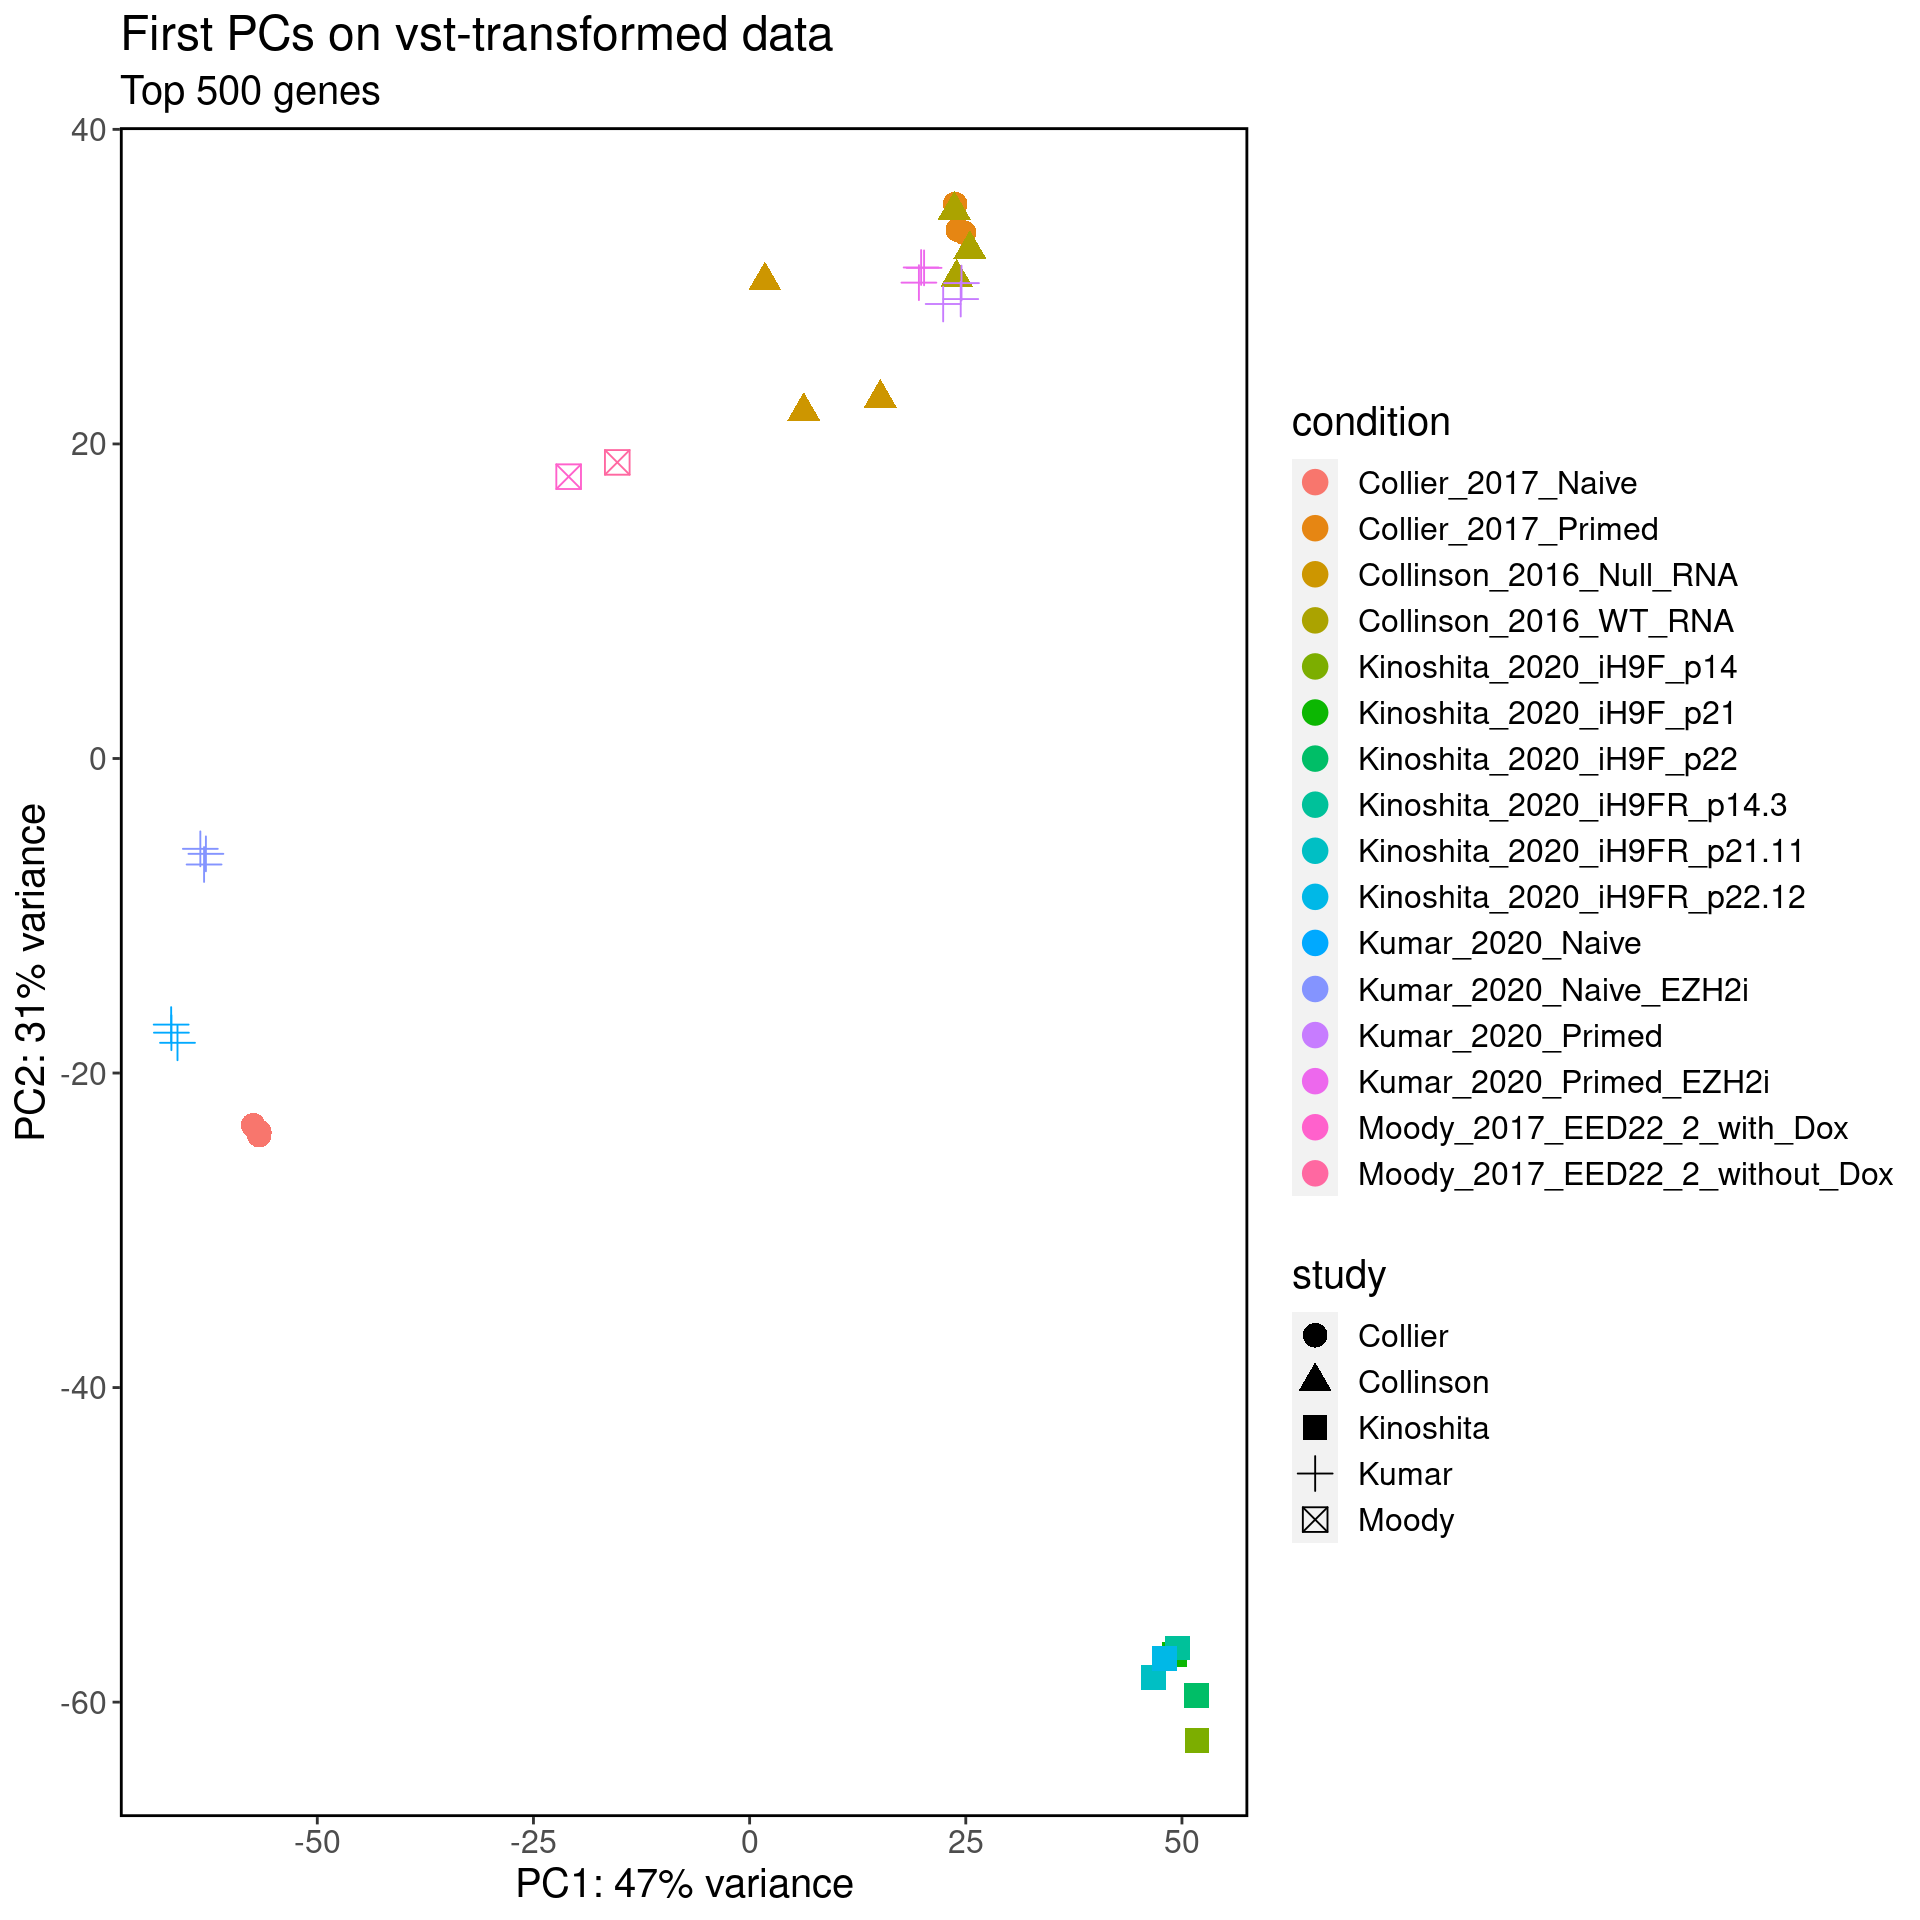 First PCs on vst-transformed data
Top 500 genes
40
20
0
-20
-40
-60
PC2: 31% variance
-50
-25
0
25
50
PC1: 47% variance
condition
Collier_2017_Naive
Collier_2017_Primed
Collinson_2016_Null_RNA
Collinson_2016_WT_RNA
Kinoshita_2020_iH9F_p14
Kinoshita_2020_iH9F_p21
Kinoshita_2020_iH9F_p22
Kinoshita_2020_iH9FR_p14.3
Kinoshita_2020_iH9FR_p21.11
Kinoshita_2020_iH9FR_p22.12
Kumar_2020_Naive
Kumar_2020_Naive_EZH2i
Kumar_2020_Primed
Kumar_2020_Primed_EZH2i
Moody_2017_EED22_2_with_Dox
Moody_2017_EED22_2_without_Dox
study
Collier
Collinson
Kinoshita
Kumar
Moody